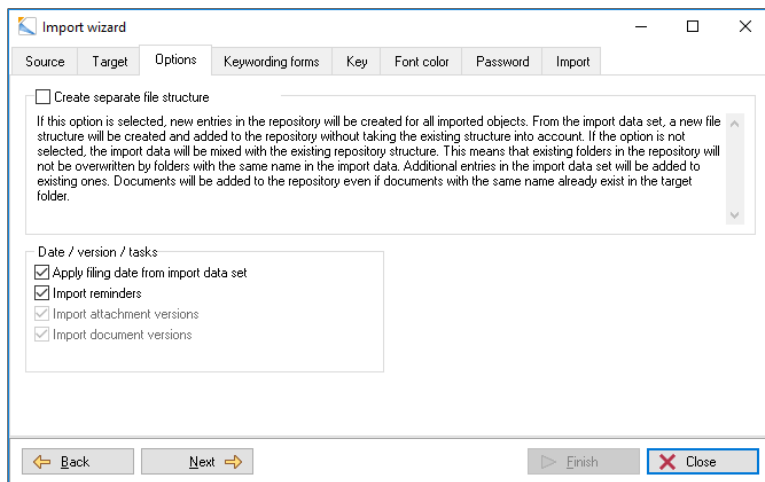 Import wizard
Source Target Options Keywording forms Key Font color Password Import
Create separate file structure
If this option is selected, new entries in the repository will be created for all imported objects. From the import data set, a new file
structure will be created and added to the repository without taking the existing structure into account. If the option is not
selected, the import data will be mixed with the existing repository structure. This means that existing folders in the repository will
not be overwritten by folders with the same name in the import data. Additional entries in the import data set will be added to
existing ones. Documents will be added to the repository even if documents with the same name already exist in the target
folder.
Date / version / tasks
Apply filing date from import data set
Import reminders
Import attachment versions
Import document versions
Back Next Finish Close